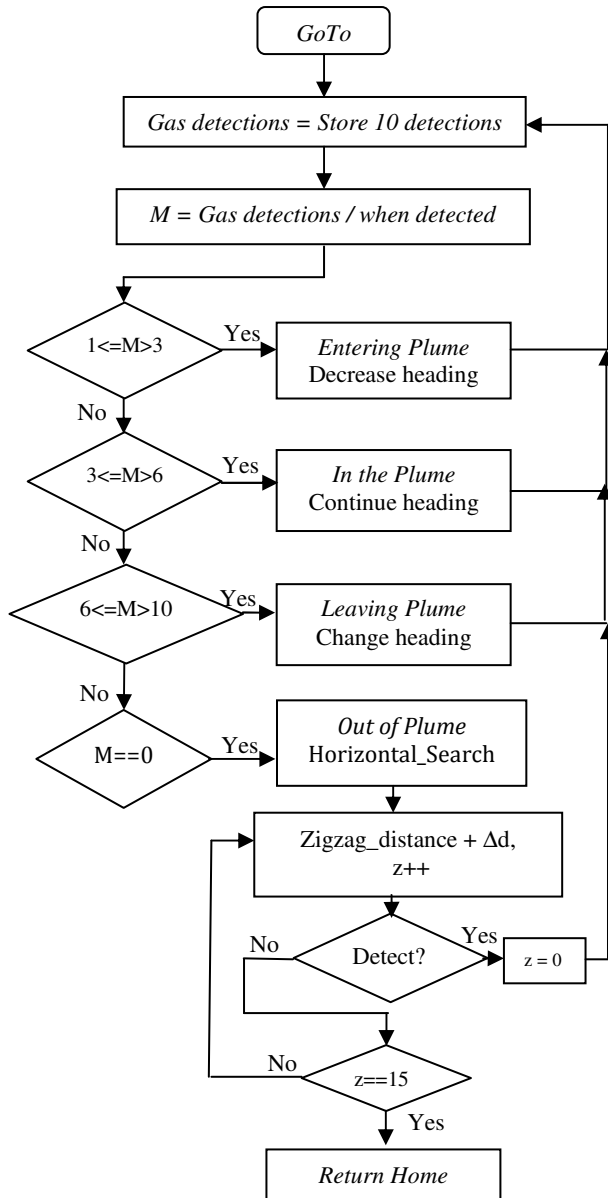 GoTo
Gas detections = Store 10 detections
M = Gas detections / when detected
1<=M>3
Yes
Entering Plume
Decrease heading
No
3<=M>6
Yes
In the Plume
Continue heading
No
6<=M>10
Yes
Leaving Plume
Change heading
No
M==0
Yes
Out of Plume
Horizontal_Search
Zigzag_distance + Δd,
z++
No
Detect?
Yes
z = 0
No
z==15
Yes
Return Home